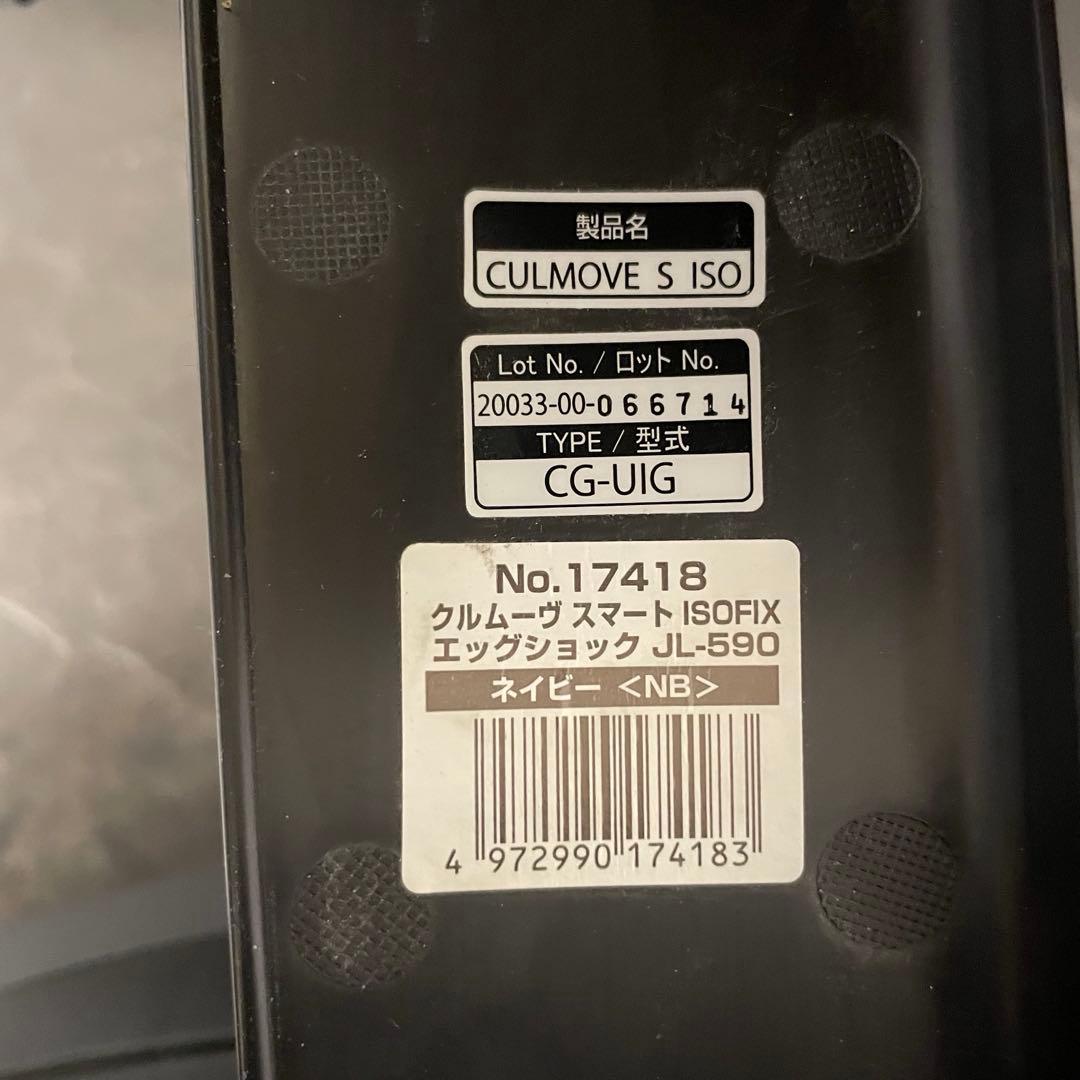 製品名
CULMOVE S ISO
Lot No. / ロット No.
20033-00-066714
TYPE / 型式
CG-UIG
No.17418
クルムーヴ スマート ISOFIX
エッグショック JL-590
ネイビー <NB>
4 972990 174183